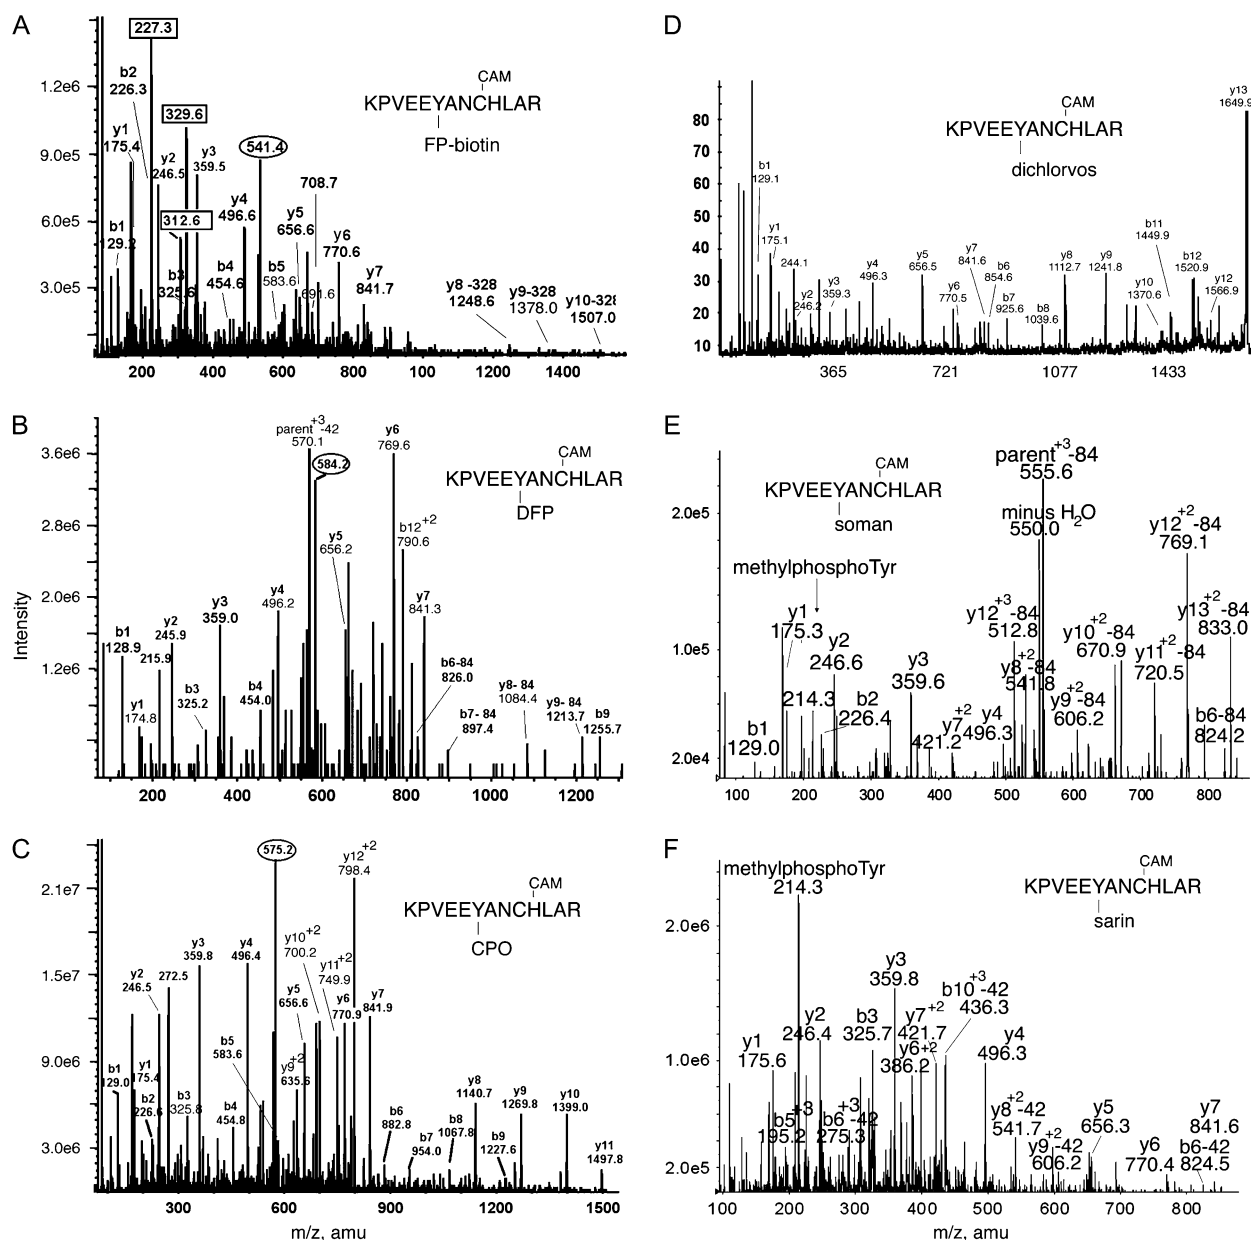 A
227.3
b2
226.3
CAM
1.2e6
KPVEEYANCHLAR
329.6
FP-biotin
y1
175.4
541.4
9.0e5
y2
246.5
y3
359.5
708.7
y4
496.6
y5
656.6
312.6
6.0e5
b1
129.2
y6
770.6
b3
325.6
b4
454.6
b5
583.6
691.6
y7
841.7
3.0e5
y8 -328
1248.6
y9-328
1378.0
y10-328
1507.0
200 400 600 800 1000 1200 1400
D
y13
1649.9
CAM
KPVEEYANCHLAR
dichlorvos
80
70
60
50
40
30
20
10
b1
129.1
y1
175.1
244.1
y2
246.2
y3
359.3
y4
496.3
y5
656.5
y6
770.5
y7
841.6
b6
854.6
b7
925.6
b8
1039.6
y8
1112.7
y9
1241.8
y10
1370.6
b11
1449.9
b12
1520.9
y12
1566.9
365 721 1077 1433
B
parent+3-42
570.1
y6
769.6
584.2
CAM
KPVEEYANCHLAR
DFP
3.6e6
2.8e6
2.0e6
1.2e6
Intensity
b12+2
790.6
y5
656.2
y4
496.2
y7
841.3
y3
359.0
y2
245.9
215.9
b1
128.9
y1
174.8
b3
325.2
b4
454.0
b6-84
826.0
b7- 84
897.4
y8- 84
1084.4
y9- 84
1213.7
b9
1255.7
200 400 600 800 1000 1200
E
CAM
KPVEEYANCHLAR
soman
parent+3-84
555.6
minus H2O
550.0
y12+2-84
769.1
2.0e5
methylphosphoTyr
y1
175.3
y12+3-84
512.8
y13+2-84
833.0
y10+2-84
670.9
y2
246.6
1.0e5
y11+2-84
720.5
y8+2-84
541.8
y3
359.6
214.3
b2
226.4
y9+2-84
606.2
b1
129.0
y7+2
421.2
y4
496.3
b6-84
824.2
2.0e4
100 200 300 400 500 600 700 800
C
575.2
y12+2
798.4
CAM
KPVEEYANCHLAR
CPO
2.1e7
1.5e7
9.0e6
3.0e6
y3
359.8
y4
496.4
y10+2
700.2
y2
246.5
272.5
y11+2
749.9
y5
656.6
y6
770.9
y7
841.9
b5
583.6
y9+2
635.6
b1
129.0
y1
175.4
b2
226.6
b3
325.8
b4
454.8
b6
882.8
b7
954.0
b8
1067.8
y8
1140.7
b9
1227.6
y9
1269.8
y10
1399.0
y11
1497.8
300 600 900 1200 1500
m/z, amu
F
methylphosphoTyr
214.3
CAM
KPVEEYANCHLAR
sarin
2.0e6
1.0e6
2.0e5
y3
359.8
b10+3-42
436.3
y2
246.4
b3
325.7
y7+2
421.7
y1
175.6
y6+2
386.2
y4
496.3
b5+3
195.2
b6+3-42
275.3
y8+2-42
541.7
y5
656.3
y9+2-42
606.2
y6
770.4
y7
841.6
b6-42
824.5
100 200 300 400 500 600 700 800
m/z, amu